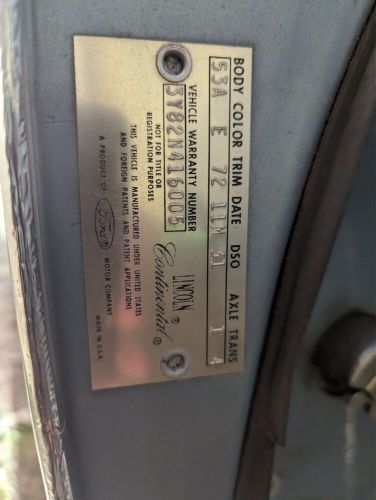 BODY COLOR TRIM DATE DSO AXLE TRANS
53A E 72 11M 31 1 4
VEHICLE WARRANTY NUMBER
3Y82N416005
NOT FOR TITLE OR
REGISTRATION PURPOSES
LINCOLN ®
Continental ®
THIS VEHICLE IS MANUFACTURED UNDER UNITED STATES
AND FOREIGN PATENTS AND PATENT APPLICATIONS
A PRODUCT OF Ford ® MOTOR COMPANY
MADE IN U.S.A.